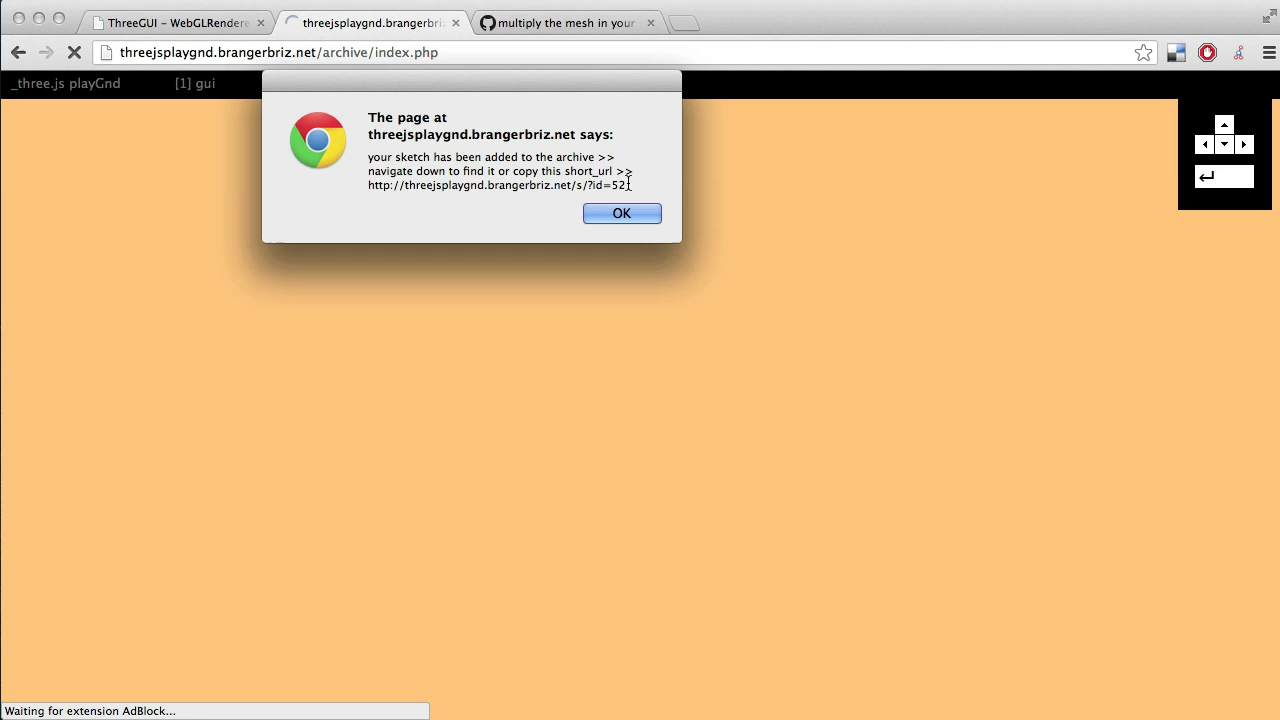 ThreeGUI – WebGLRendere
threejsplaygnd.brangerbri
multiply the mesh in your
threejsplaygnd.brangerbriz.net/archive/index.php
_three.js playGnd
[1] gui
The page at
threejsplaygnd.brangerbriz.net says:
your sketch has been added to the archive >>
navigate down to find it or copy this short_url >>
http://threejsplaygnd.brangerbriz.net/s/?id=52
OK
Waiting for extension AdBlock...